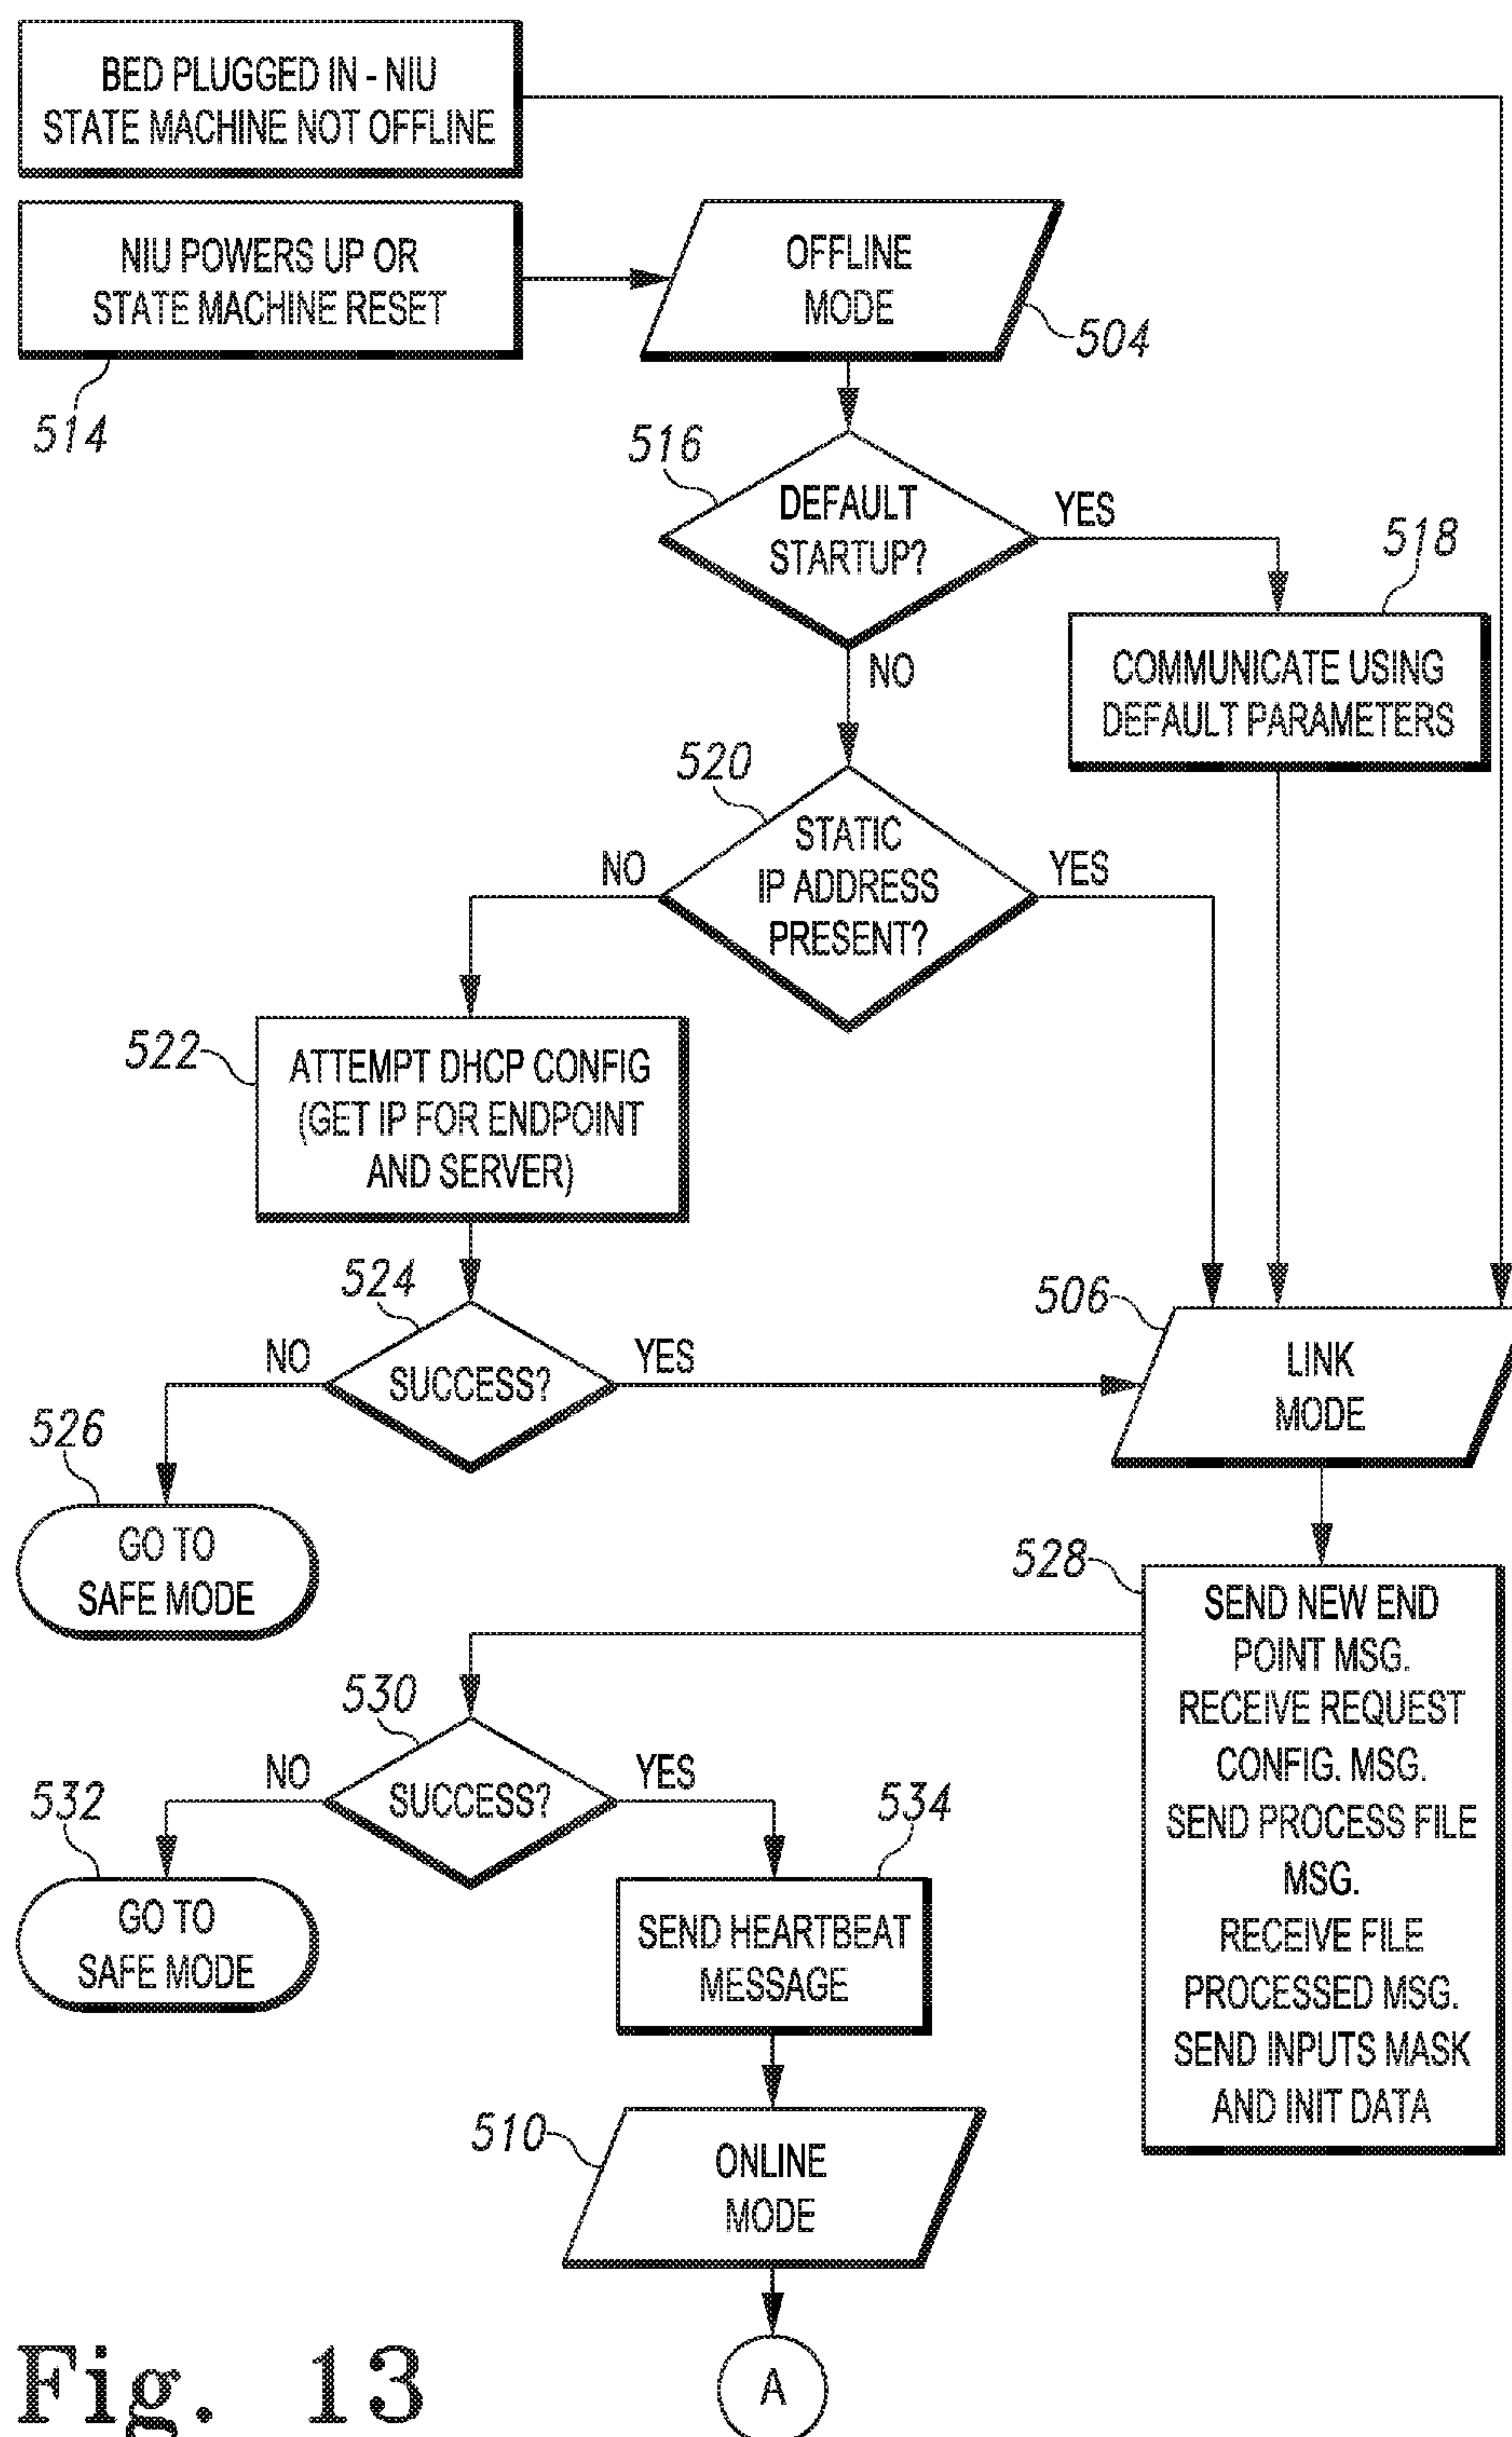 BED PLUGGED IN - NIU
STATE MACHINE NOT OFFLINE
NIU POWERS UP OR
STATE MACHINE RESET
514
OFFLINE
MODE
504
516
DEFAULT
STARTUP?
YES
NO
518
COMMUNICATE USING
DEFAULT PARAMETERS
520
STATIC
IP ADDRESS
PRESENT?
NO
YES
522
ATTEMPT DHCP CONFIG
(GET IP FOR ENDPOINT
AND SERVER)
524
SUCCESS?
NO
YES
506
LINK
MODE
526
GO TO
SAFE MODE
528
SEND NEW END
POINT MSG.
RECEIVE REQUEST
CONFIG. MSG.
SEND PROCESS FILE
MSG.
RECEIVE FILE
PROCESSED MSG.
SEND INPUTS MASK
AND INIT DATA
530
SUCCESS?
NO
YES
532
GO TO
SAFE MODE
534
SEND HEARTBEAT
MESSAGE
510
ONLINE
MODE
A
Fig. 13